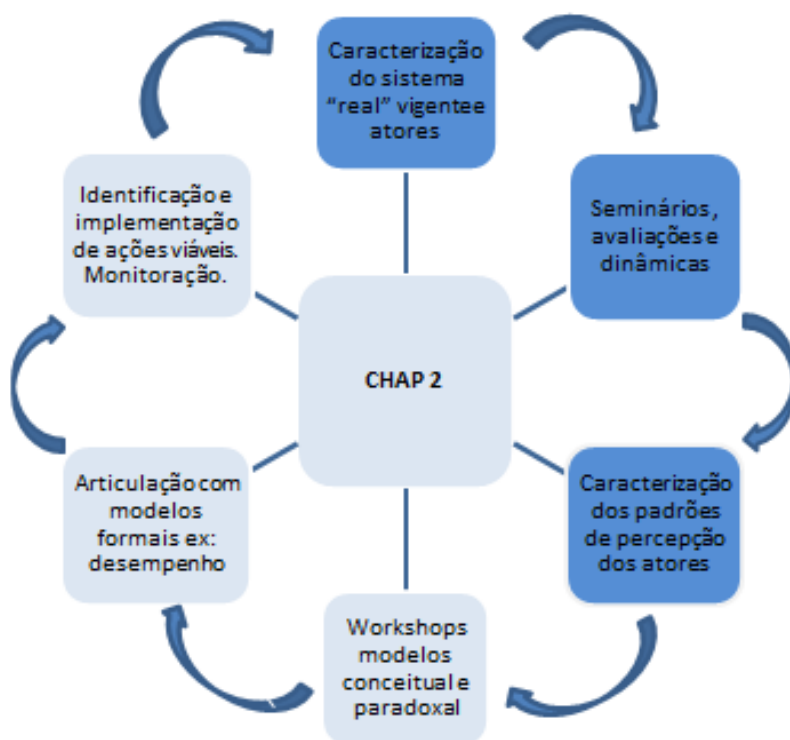 Caracterização
do sistema
“real” vigentee
atores
Seminários,
avaliações e
dinâmicas
Caracterização
dos padrões
de percepção
dos atores
Workshops
modelos
conceitual e
paradoxal
Articulação com
modelos
formais ex:
desempenho
Identificação e
implementação
de ações viáveis.
Monitoração.
CHAP 2